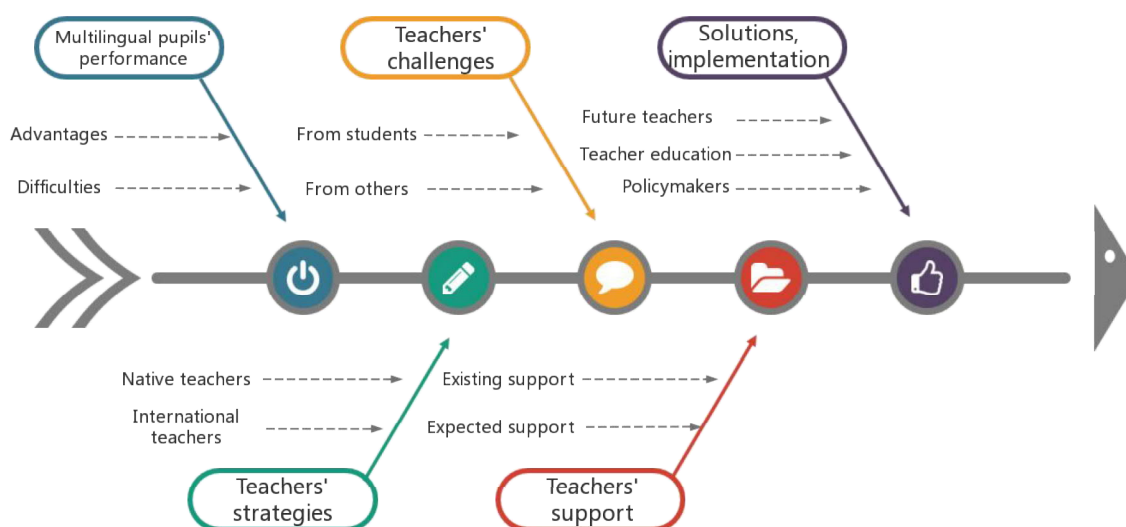 Multilingual pupils'
performance
Teachers'
challenges
Solutions,
implementation
Advantages
Difficulties
From students
From others
Future teachers
Teacher education
Policymakers
Native teachers
International
teachers
Existing support
Expected support
Teachers'
strategies
Teachers'
support